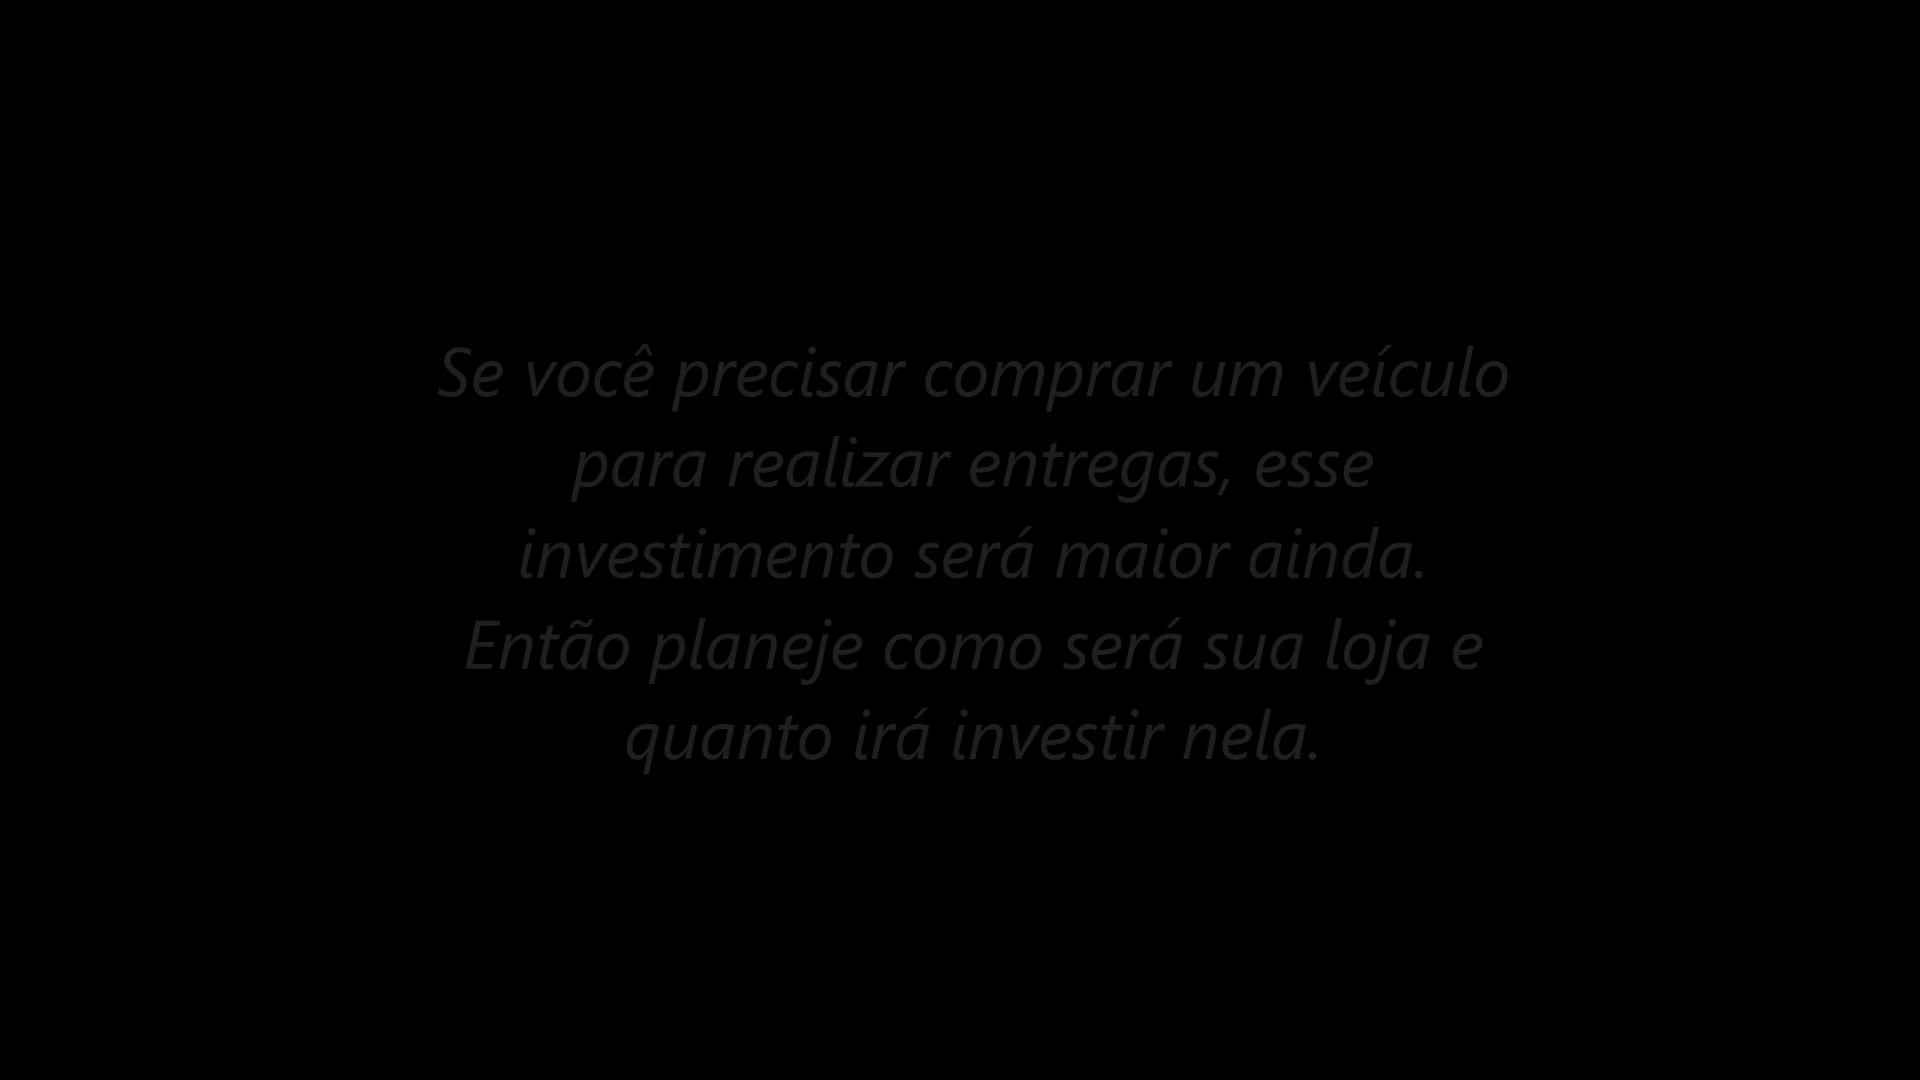 Se você precisar comprar um veículo
para realizar entregas, esse
investimento será maior ainda.
Então planeje como será sua loja e
quanto irá investir nela.